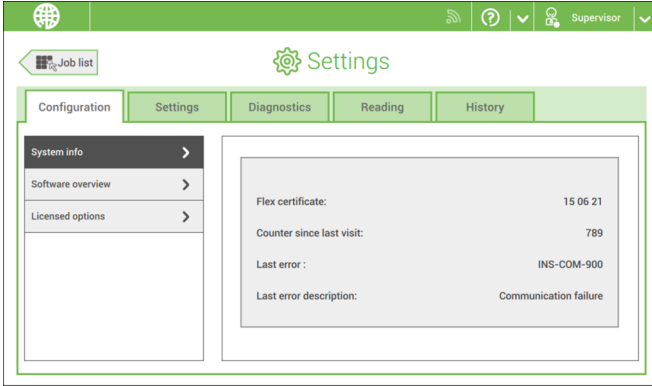 Supervisor
Job list
Settings
Configuration Settings Diagnostics Reading History
System info
Software overview
Licensed options
Flex certificate: 15 06 21
Counter since last visit: 789
Last error : INS-COM-900
Last error description: Communication failure